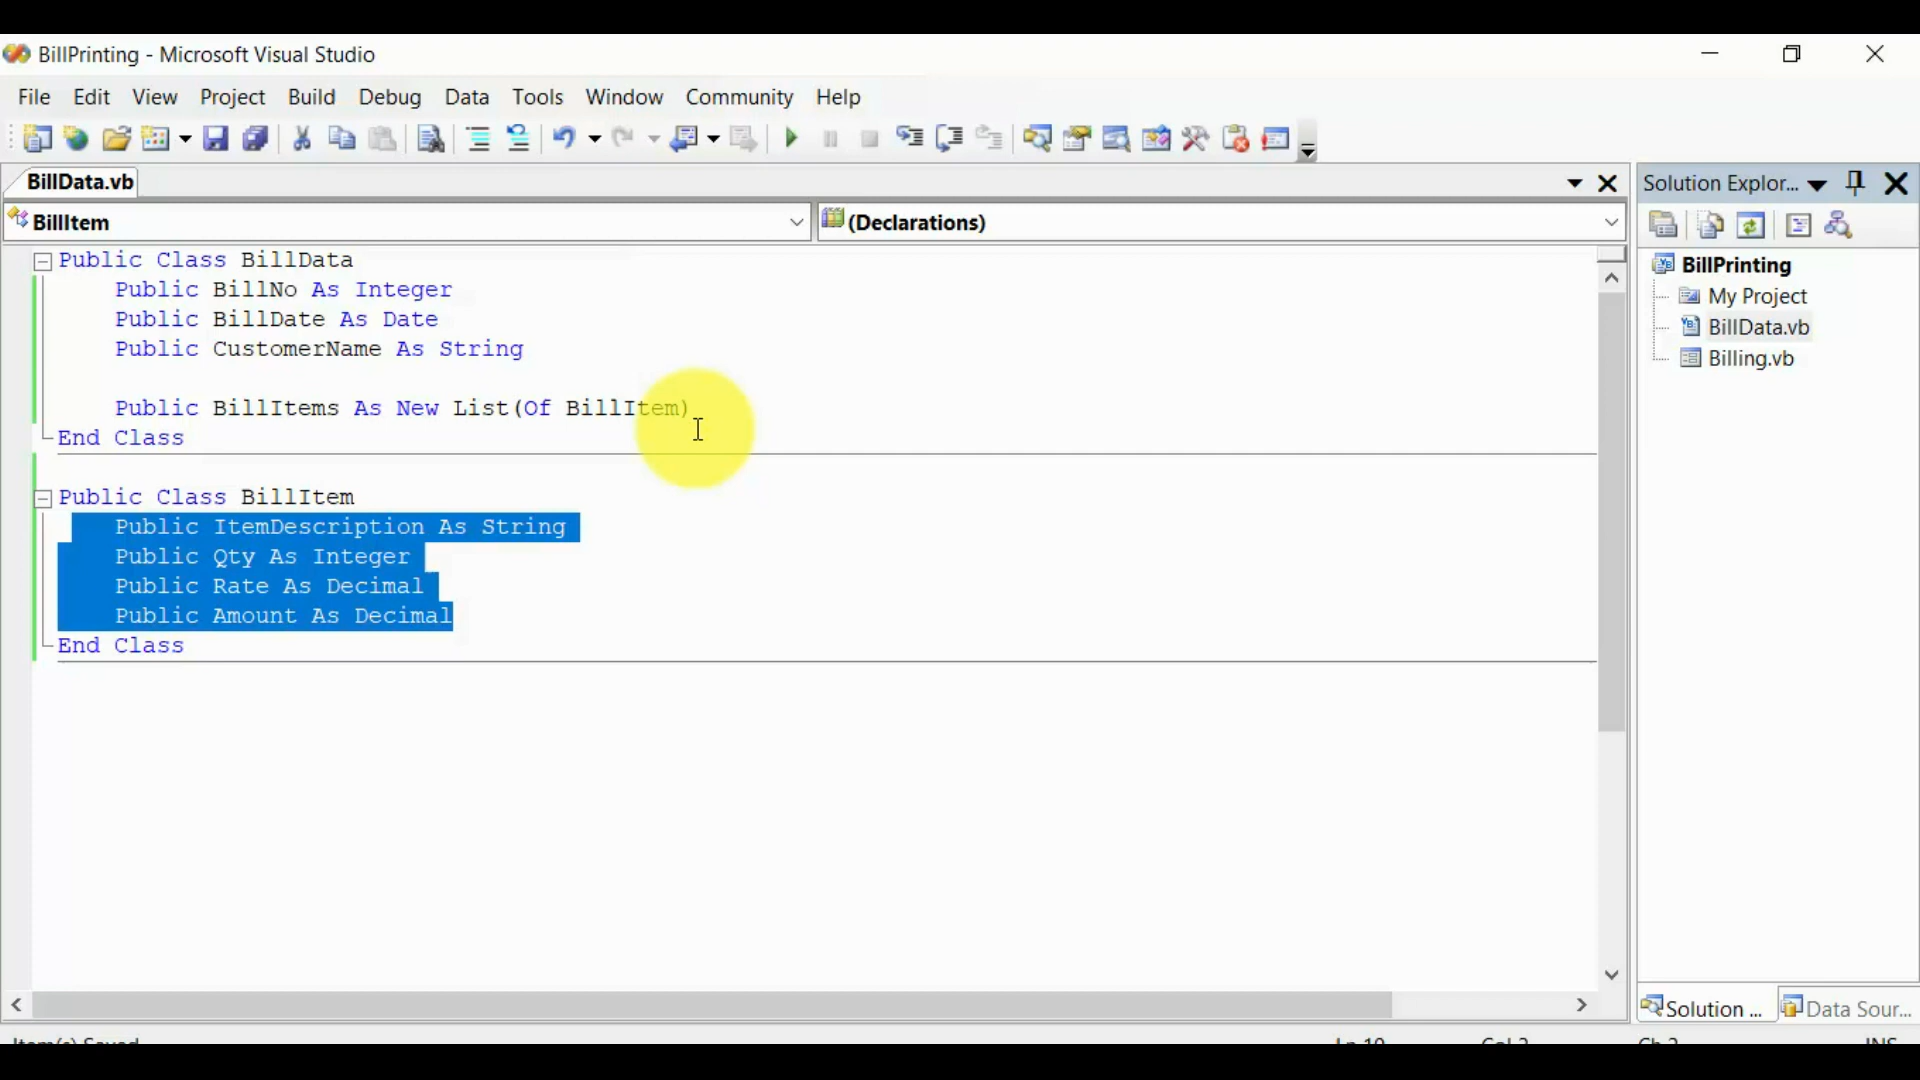 BillPrinting - Microsoft Visual Studio
File Edit View Project Build Debug Data Tools Window Community Help
BillData.vb
Solution Explor...
BillItem
(Declarations)
Public Class BillData
Public BillNo As Integer
Public BillDate As Date
Public CustomerName As String
Public BillItems As New List(Of BillItem)
End Class
Public Class BillItem
Public ItemDescription As String
Public Qty As Integer
Public Rate As Decimal
Public Amount As Decimal
End Class
BillPrinting
My Project
BillData.vb
Billing.vb
Solution ...
Data Sour...
Item(s) Saved